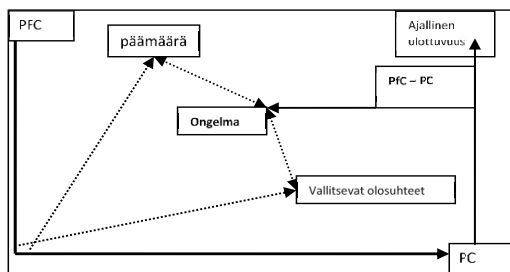 PFC
Ajallinen
ulottuvuus
päämäärä
PfC – PC
Ongelma
Vallitsevat olosuhteet
PC